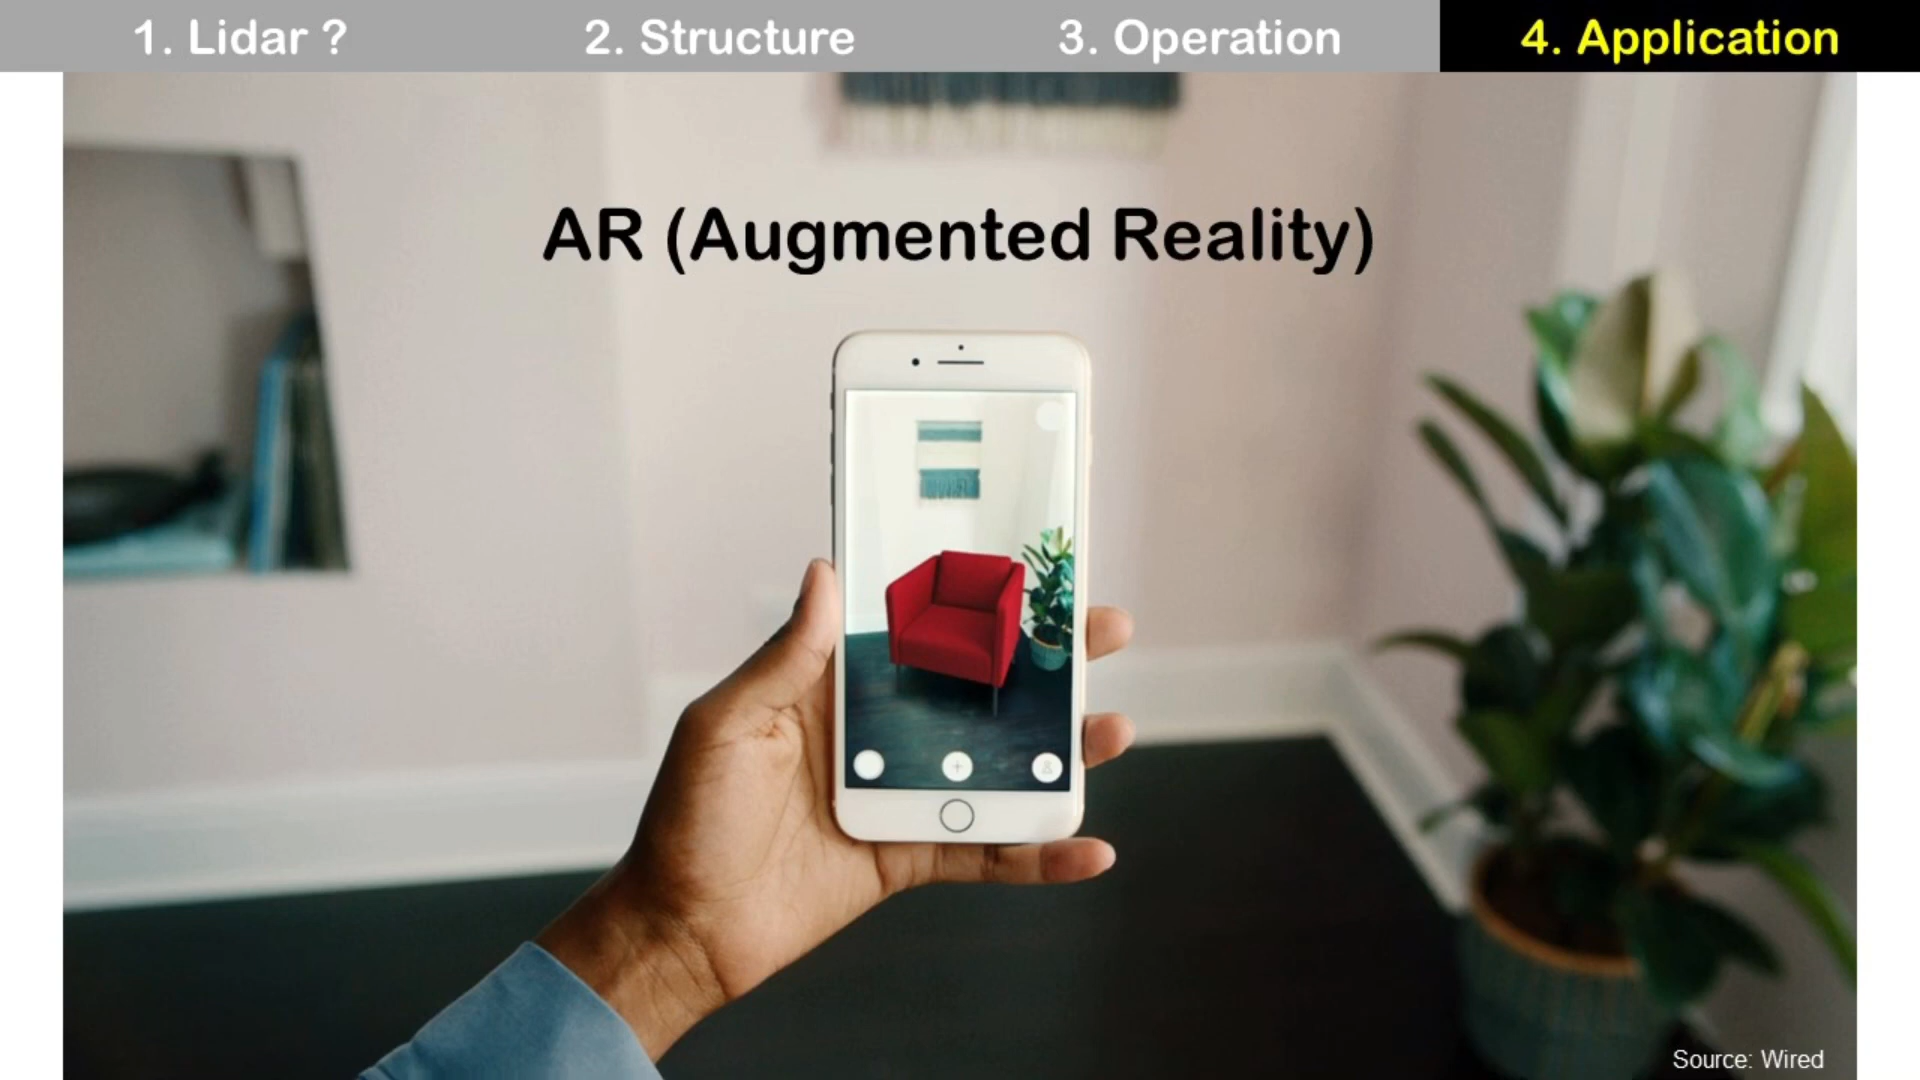 1. Lidar ?
2. Structure
3. Operation
4. Application
AR (Augmented Reality)
Source: Wired